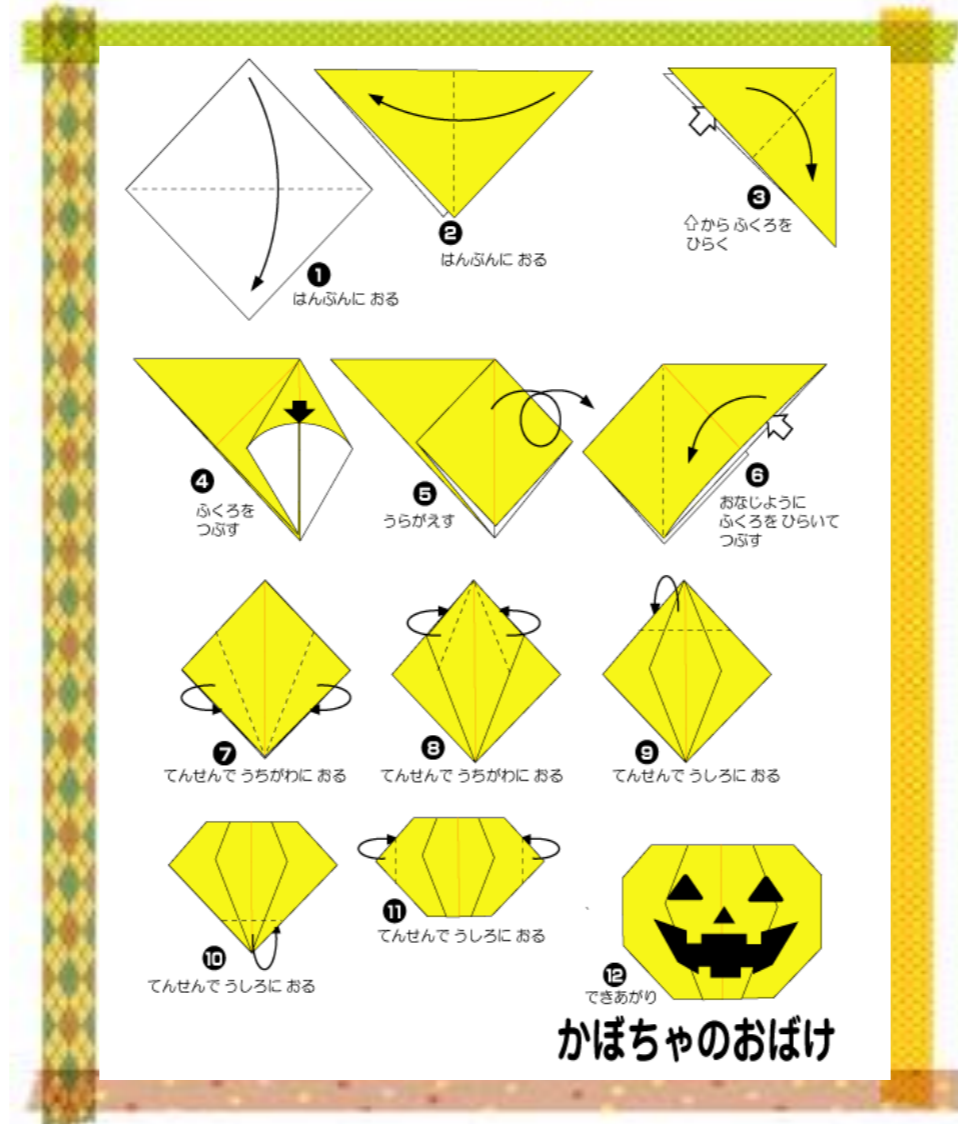 ❶
はんぶんに おる
❷
はんぶんに おる
❸
⇧から ふくろを
ひらく
❹
ふくろを
つぶす
❺
うらがえす
❻
おなじように
ふくろを ひらいて
つぶす
❼
てんせんで うちがわに おる
❽
てんせんで うちがわに おる
❾
てんせんで うしろに おる
❿
てんせんで うしろに おる
⓫
てんせんで うしろに おる
⓬
できあがり
かぼちゃのおばけ